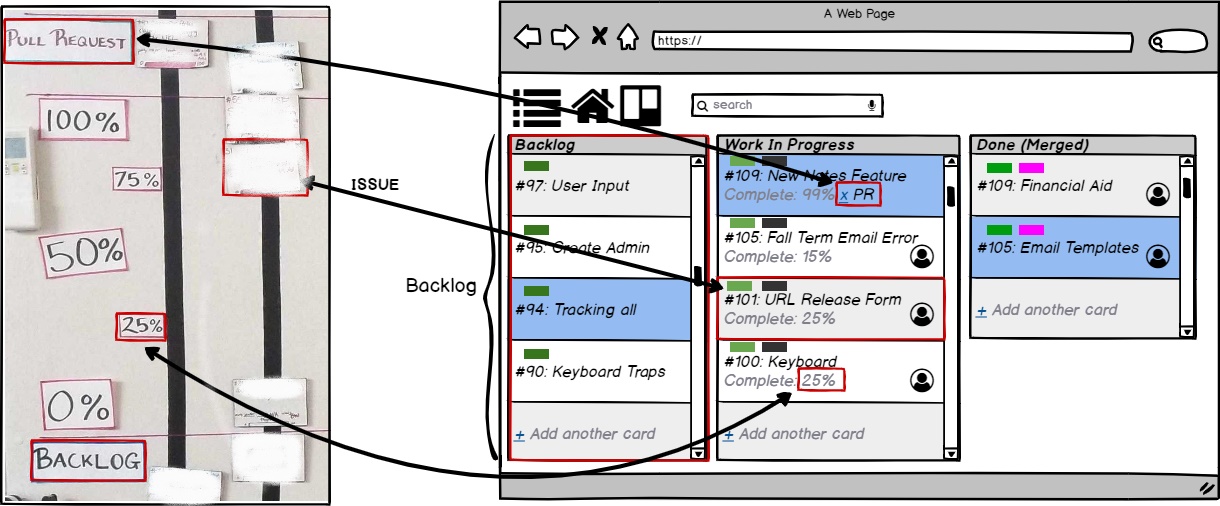 PULL REQUEST
100%
75%
50%
25%
0%
BACKLOG
ISSUE
Backlog
A Web Page
https://
search
Backlog
#97: User Input
#95: Create Admin
#94: Tracking all
#90: Keyboard Traps
+ Add another card
Work In Progress
#109: New Notes Feature
Complete: 99% x PR
#105: Fall Term Email Error
Complete: 15%
#101: URL Release Form
Complete: 25%
#100: Keyboard
Complete: 25%
+ Add another card
Done (Merged)
#109: Financial Aid
#105: Email Templates
+ Add another card